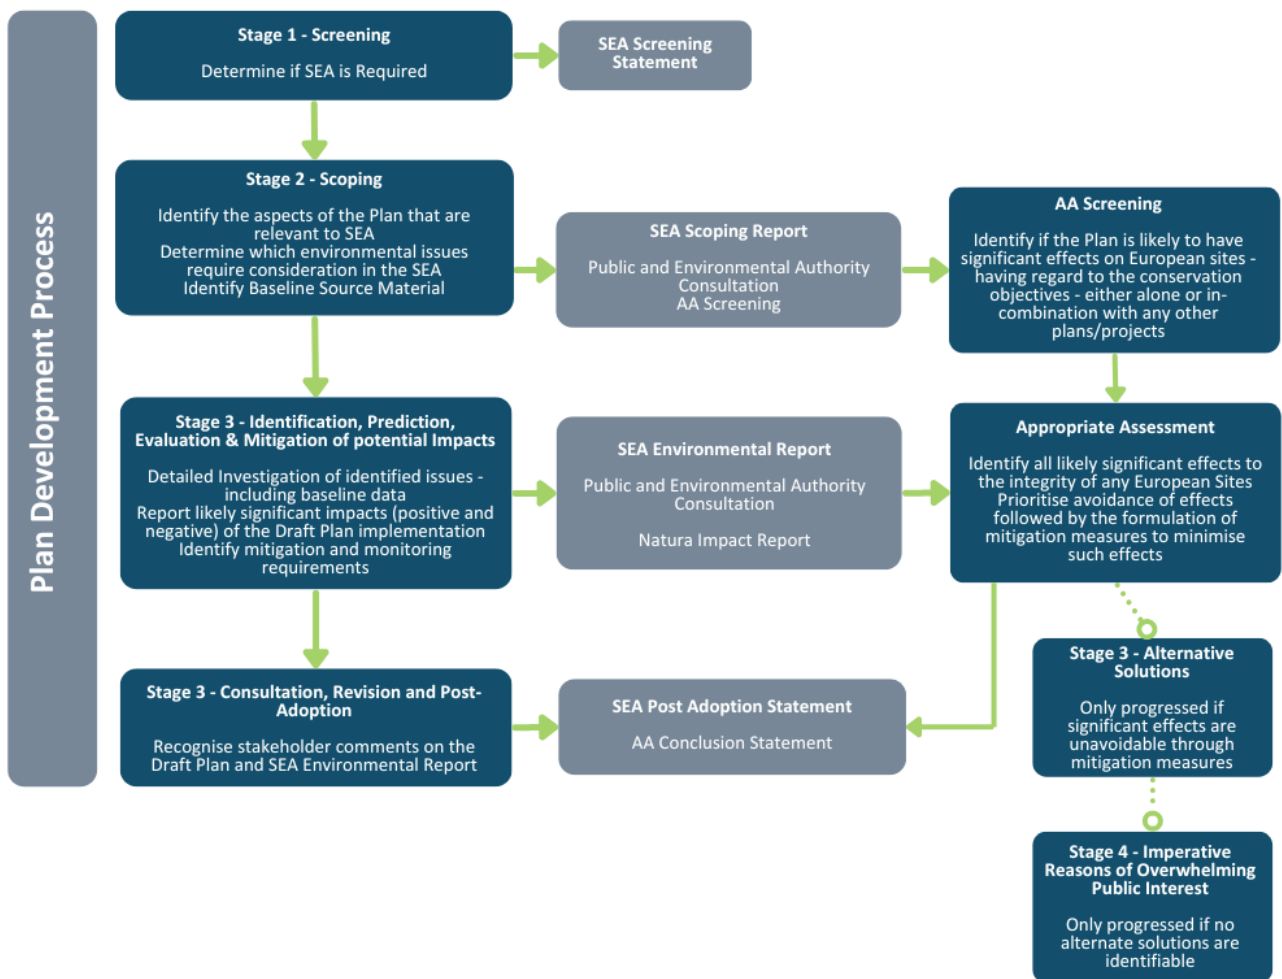 Plan Development Process
Stage 1 - Screening
Determine if SEA is Required
SEA Screening
Statement
Stage 2 - Scoping
Identify the aspects of the Plan that are
relevant to SEA
Determine which environmental issues
require consideration in the SEA
Identify Baseline Source Material
SEA Scoping Report
Public and Environmental Authority
Consultation
AA Screening
AA Screening
Identify if the Plan is likely to have
significant effects on European sites -
having regard to the conservation
objectives - either alone or in-
combination with any other
plans/projects
Stage 3 - Identification, Prediction,
Evaluation & Mitigation of potential Impacts
Detailed Investigation of identified issues -
including baseline data
Report likely significant impacts (positive and
negative) of the Draft Plan implementation
Identify mitigation and monitoring
requirements
SEA Environmental Report
Public and Environmental Authority
Consultation
Natura Impact Report
Appropriate Assessment
Identify all likely significant effects to
the integrity of any European Sites
Prioritise avoidance of effects
followed by the formulation of
mitigation measures to minimise
such effects
Stage 3 - Consultation, Revision and Post-
Adoption
Recognise stakeholder comments on the
Draft Plan and SEA Environmental Report
SEA Post Adoption Statement
AA Conclusion Statement
Stage 3 - Alternative
Solutions
Only progressed if
significant effects are
unavoidable through
mitigation measures
Stage 4 - Imperative
Reasons of Overwhelming
Public Interest
Only progressed if no
alternate solutions are
identifiable